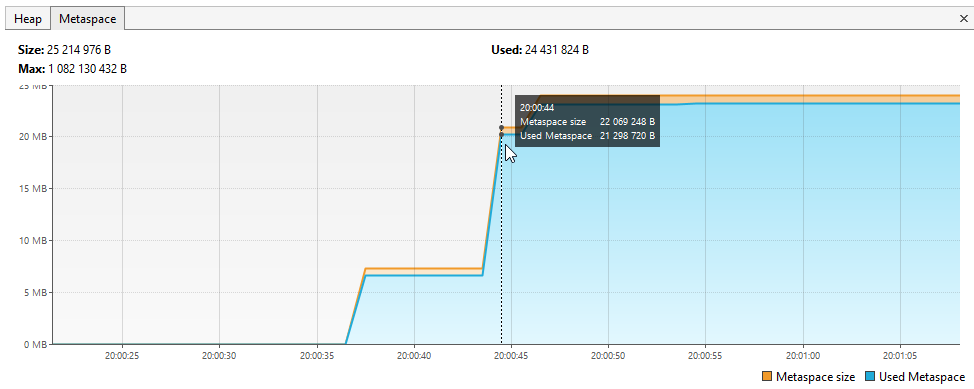 Heap Metaspace ×
Size: 25 214 976 B Used: 24 431 824 B
Max: 1 082 130 432 B
25 MB
20:00:44
Metaspace size 22 069 248 B
Used Metaspace 21 298 720 B
20 MB
15 MB
10 MB
5 MB
0 MB
20:00:25 20:00:30 20:00:35 20:00:40 20:00:45 20:00:50 20:00:55 20:01:00 20:01:05
Metaspace size Used Metaspace